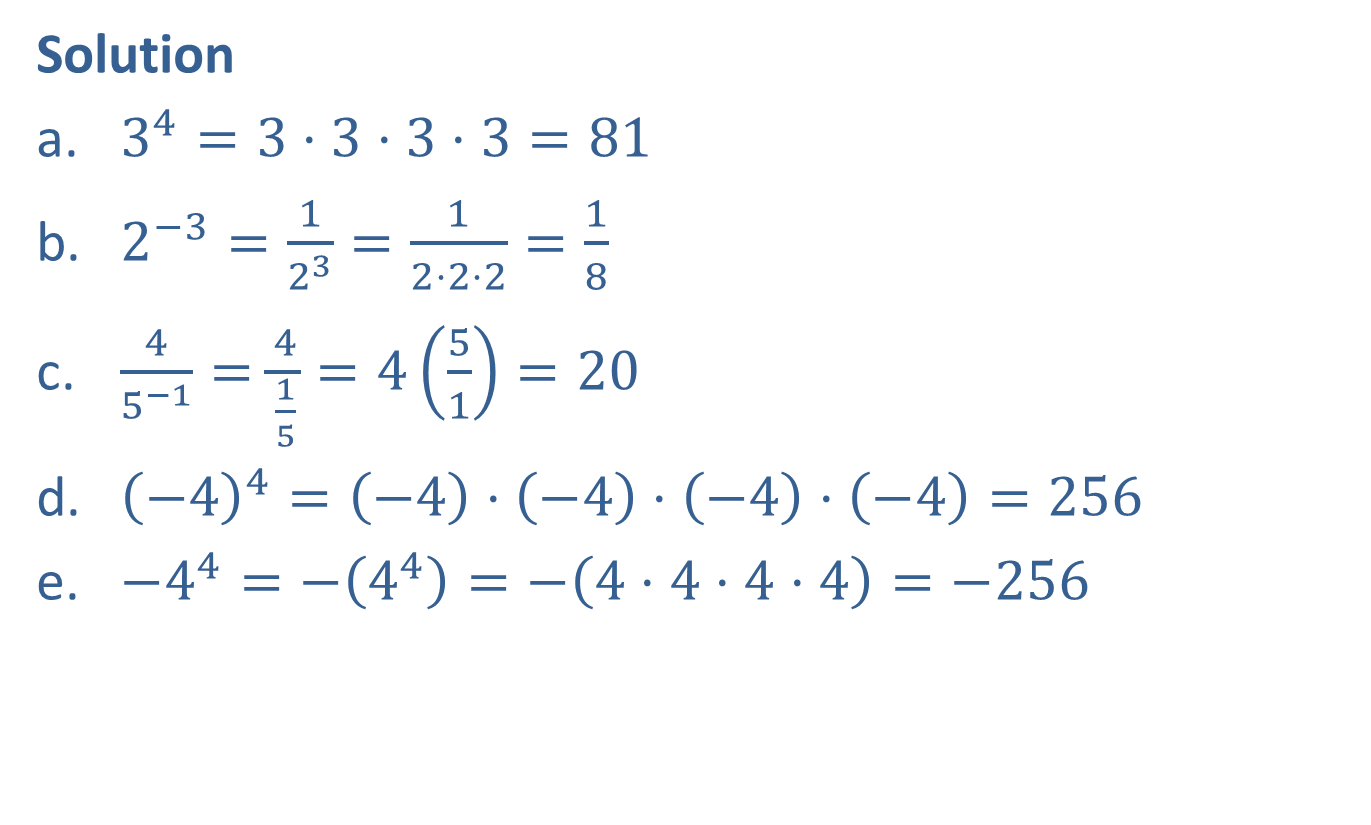 Solution
a. 3⁴ = 3 · 3 · 3 · 3 = 81
b. 2⁻³ = 1/2³ = 1/(2·2·2) = 1/8
c. 4/5⁻¹ = 4/(1/5) = 4(5/1) = 20
d. (−4)⁴ = (−4) · (−4) · (−4) · (−4) = 256
e. −4⁴ = −(4⁴) = −(4 · 4 · 4 · 4) = −256